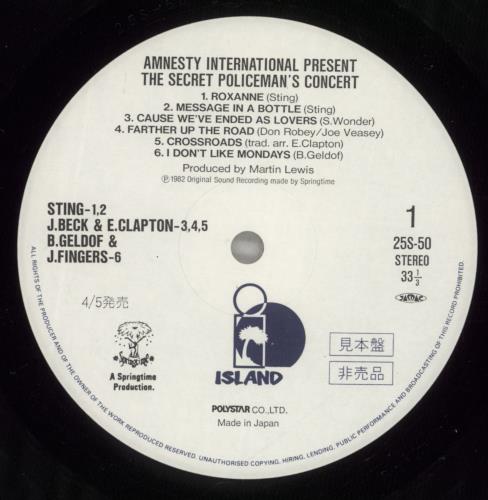 AMNESTY INTERNATIONAL PRESENT
THE SECRET POLICEMAN'S CONCERT
1. ROXANNE (Sting)
2. MESSAGE IN A BOTTLE (Sting)
3. CAUSE WE'VE ENDED AS LOVERS (S.Wonder)
4. FARTHER UP THE ROAD (Don Robey/Joe Veasey)
5. CROSSROADS (trad. arr. E.Clapton)
6. I DON'T LIKE MONDAYS (B.Geldof)
Produced by Martin Lewis
Ⓟ1982 Original Sound Recording made by Springtime
STING-1,2
J.BECK & E.CLAPTON-3,4,5
B.GELDOF &
J.FINGERS-6
1
25S-50
STEREO
33 1/3
JASRAC
4/5発売
SPRINGTIME
A Springtime
Production.
ISLAND
見本盤
非売品
POLYSTAR CO.,LTD.
Made in Japan
ALL RIGHTS OF THE PRODUCER AND OF THE OWNER OF THE WORK REPRODUCED RESERVED. UNAUTHORISED COPYING, HIRING, LENDING, PUBLIC PERFORMANCE AND BROADCASTING OF THIS RECORD PROHIBITED.